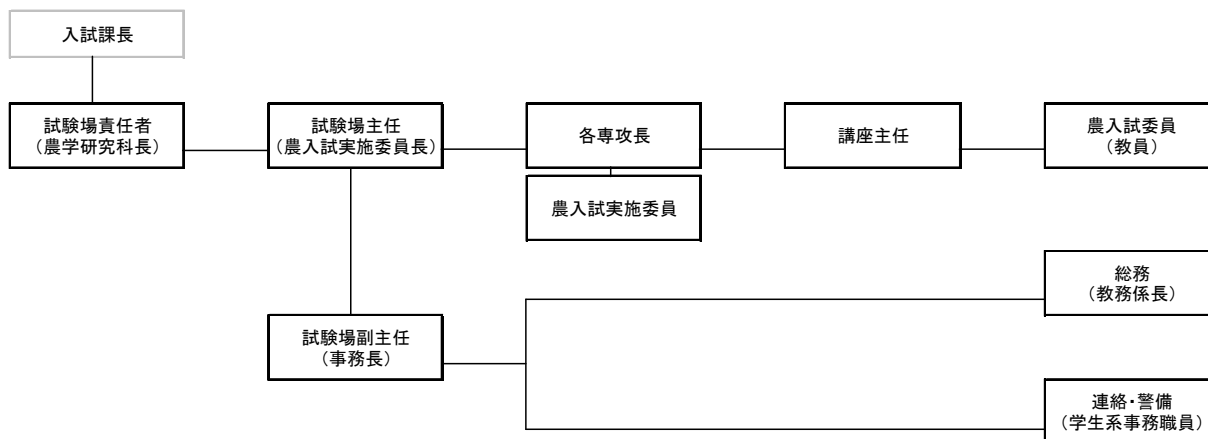 入試課長
試験場責任者
（農学研究科長）
試験場主任
（農入試実施委員長）
各専攻長
講座主任
農入試委員
（教員）
農入試実施委員
総務
（教務係長）
試験場副主任
（事務長）
連絡・警備
（学生系事務職員）